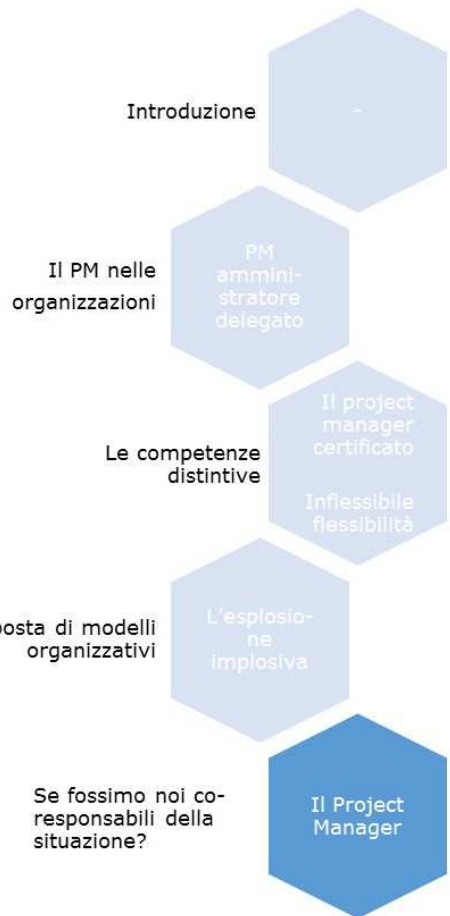 Introduzione
-
Il PM nelle
organizzazioni
PM
ammini-
stratore
delegato
Le competenze
distintive
Il project
manager
certificato
Inflessibile
flessibilità
posta di modelli
organizzativi
L'esplosio-
ne
implosiva
Se fossimo noi co-
responsabili della
situazione?
Il Project
Manager